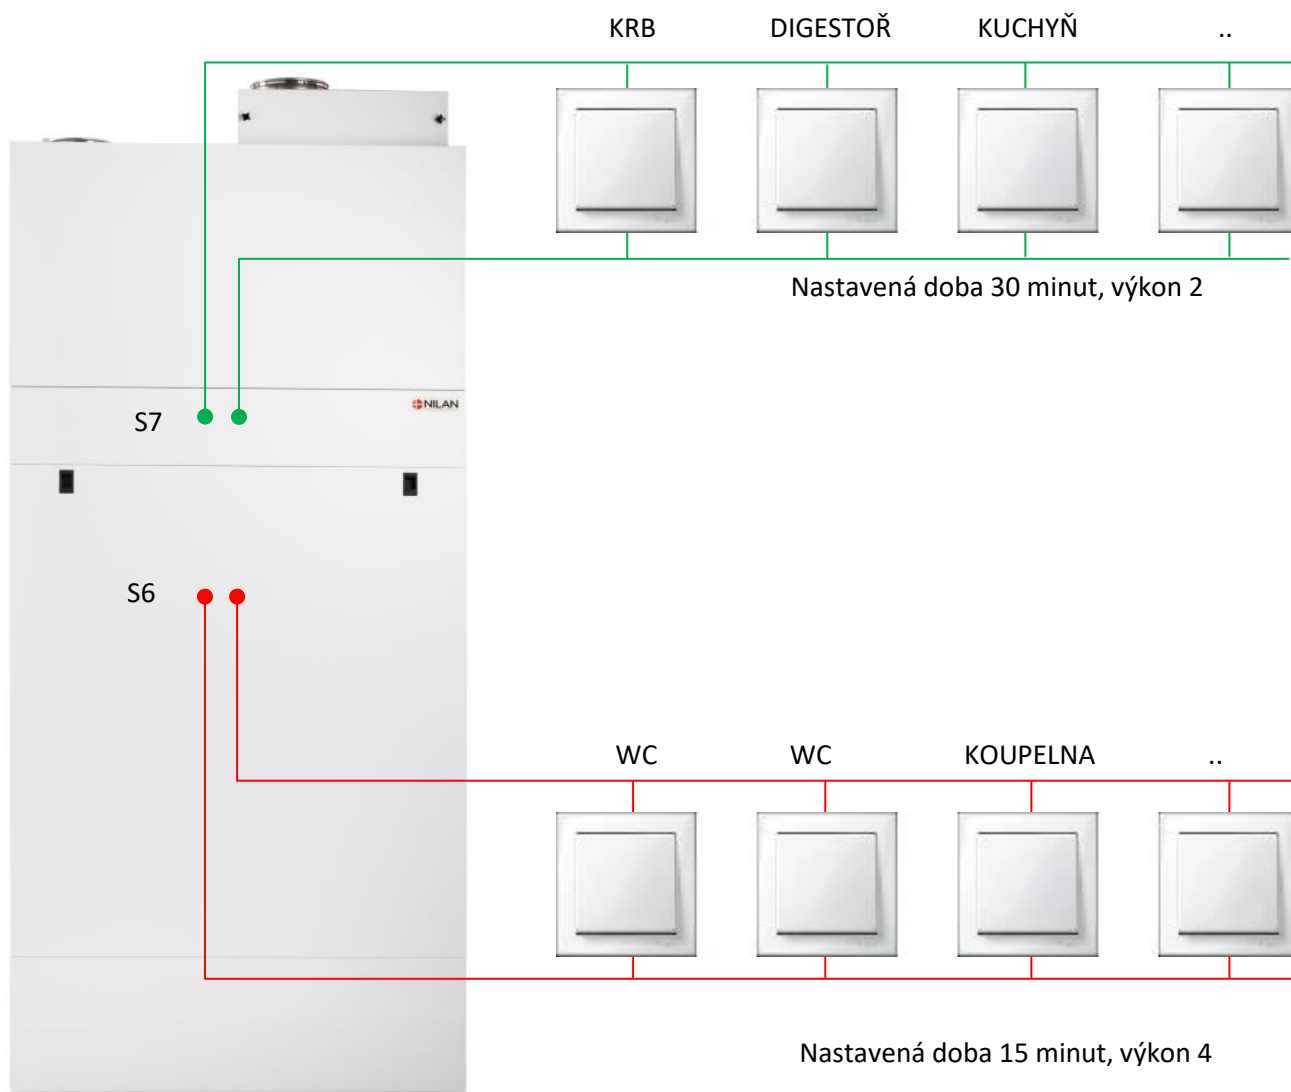 KRB DIGESTOŘ KUCHYŇ ..
Nastavená doba 30 minut, výkon 2
NILAN
S7
S6
WC WC KOUPELNA ..
Nastavená doba 15 minut, výkon 4